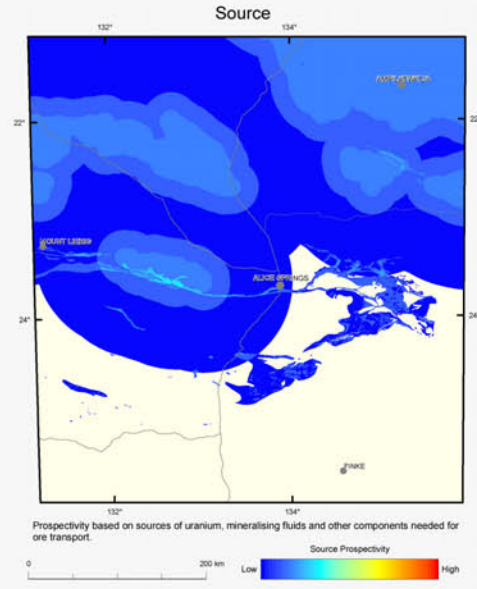 Source
132°
134°
AMPILATWATJA
22°
22°
MOUNT LIEBIG
ALICE SPRINGS
24°
24°
FINKE
132°
134°
Prospectivity based on sources of uranium, mineralising fluids and other components needed for
ore transport.
Source Prospectivity
0
200 km
Low
High